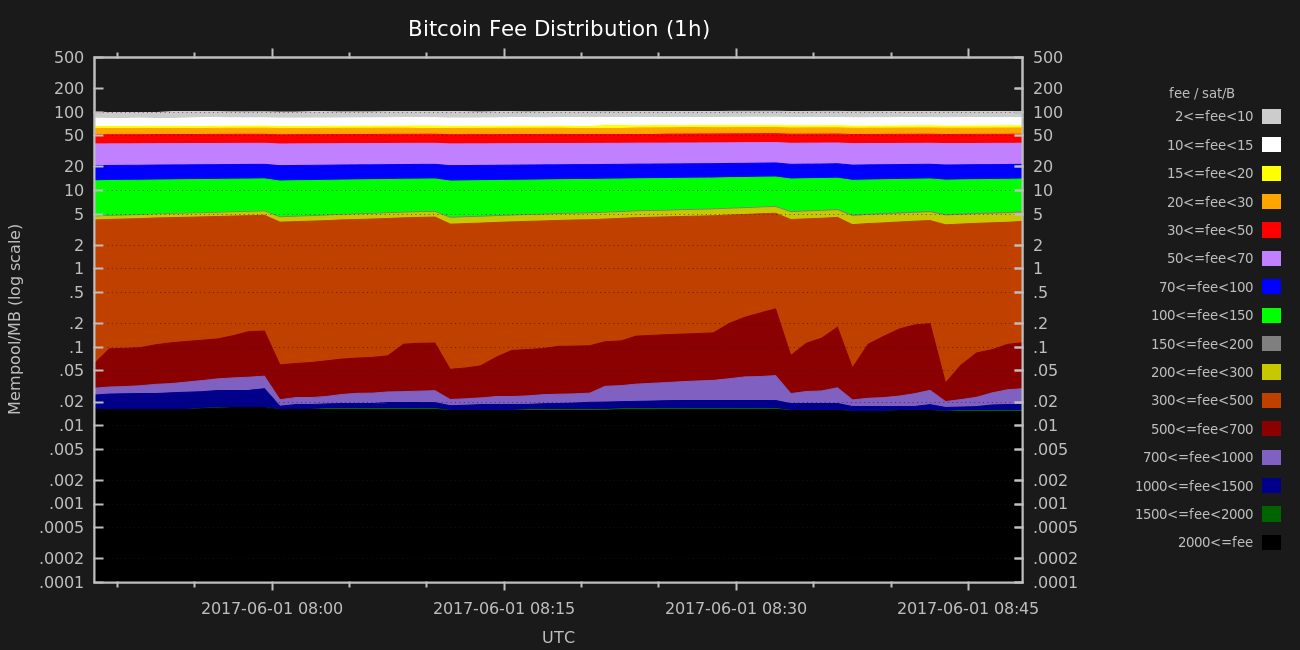 Bitcoin Fee Distribution (1h)
Mempool/MB (log scale)
500
200
100
50
20
10
5
2
1
.5
.2
.1
.05
.02
.01
.005
.002
.001
.0005
.0002
.0001
500
200
100
50
20
10
5
2
1
.5
.2
.1
.05
.02
.01
.005
.002
.001
.0005
.0002
.0001
2017-06-01 08:00
2017-06-01 08:15
2017-06-01 08:30
2017-06-01 08:45
UTC
fee / sat/B
2<=fee<10
10<=fee<15
15<=fee<20
20<=fee<30
30<=fee<50
50<=fee<70
70<=fee<100
100<=fee<150
150<=fee<200
200<=fee<300
300<=fee<500
500<=fee<700
700<=fee<1000
1000<=fee<1500
1500<=fee<2000
2000<=fee